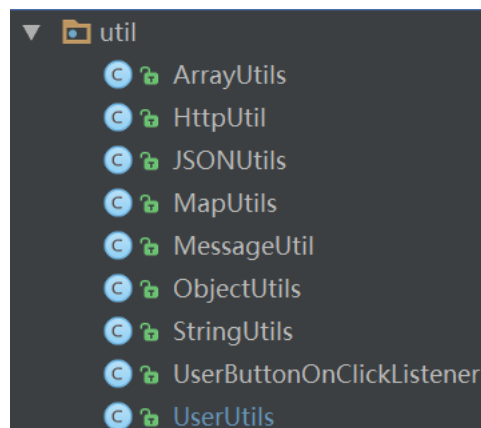 util
ArrayUtils
HttpUtil
JSONUtils
MapUtils
MessageUtil
ObjectUtils
StringUtils
UserButtonOnClickListener
UserUtils